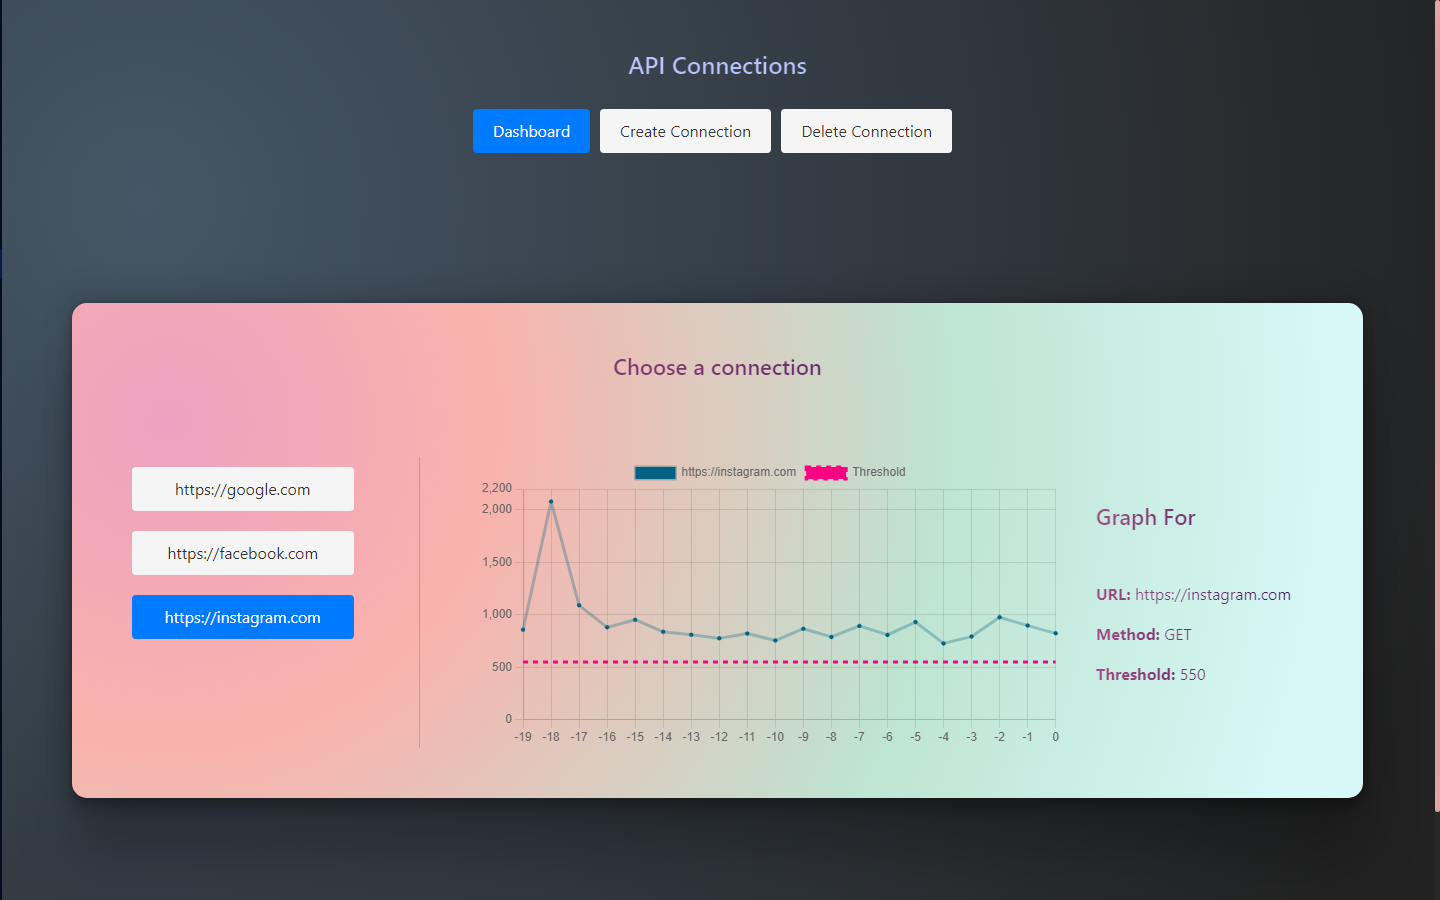 API Connections
Dashboard Create Connection Delete Connection
Choose a connection
https://google.com
https://facebook.com
https://instagram.com
https://instagram.com Threshold
2,200
2,000
1,500
1,000
500
0
-19 -18 -17 -16 -15 -14 -13 -12 -11 -10 -9 -8 -7 -6 -5 -4 -3 -2 -1 0
Graph For
URL: https://instagram.com
Method: GET
Threshold: 550